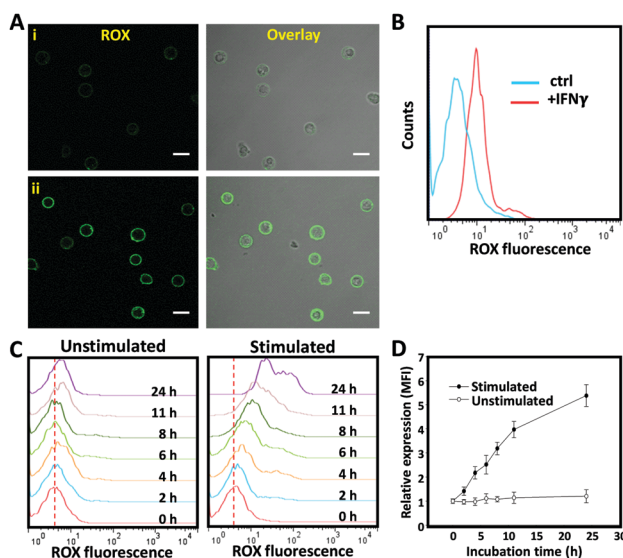 A
i
ROX
Overlay
ii
B
ctrl
+IFNγ
Counts
10⁰ 10¹ 10² 10³ 10⁴
ROX fluorescence
C
Unstimulated
Stimulated
24 h
11 h
8 h
6 h
4 h
2 h
0 h
10⁰ 10¹ 10² 10³ 10⁴
ROX fluorescence
24 h
11 h
8 h
6 h
4 h
2 h
0 h
10⁰ 10¹ 10² 10³ 10⁴
ROX fluorescence
D
Stimulated
Unstimulated
Relative expression (MFI)
7
6
5
4
3
2
1
0
0 5 10 15 20 25 30
Incubation time (h)